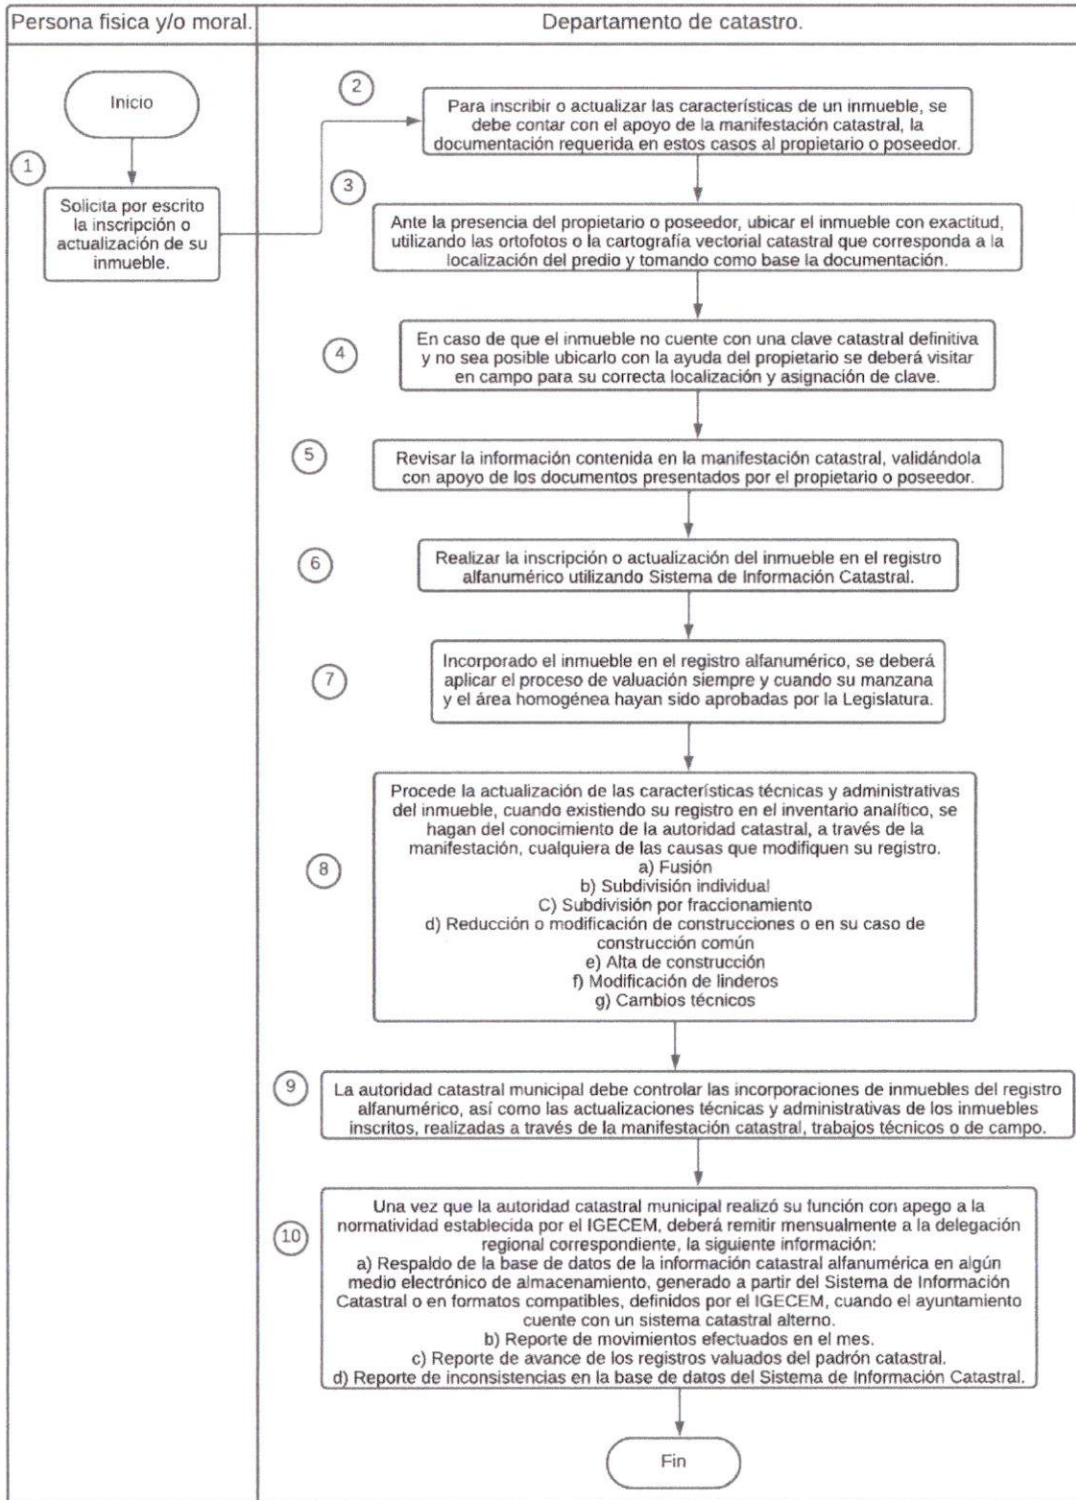 Persona fisica y/o moral.
Departamento de catastro.
Inicio
1
Solicita por escrito
la inscripción o
actualización de su
inmueble.
2
Para inscribir o actualizar las características de un inmueble, se
debe contar con el apoyo de la manifestación catastral, la
documentación requerida en estos casos al propietario o poseedor.
3
Ante la presencia del propietario o poseedor, ubicar el inmueble con exactitud,
utilizando las ortofotos o la cartografía vectorial catastral que corresponda a la
localización del predio y tomando como base la documentación.
4
En caso de que el inmueble no cuente con una clave catastral definitiva
y no sea posible ubicarlo con la ayuda del propietario se deberá visitar
en campo para su correcta localización y asignación de clave.
5
Revisar la información contenida en la manifestación catastral, validándola
con apoyo de los documentos presentados por el propietario o poseedor.
6
Realizar la inscripción o actualización del inmueble en el registro
alfanumérico utilizando Sistema de Información Catastral.
7
Incorporado el inmueble en el registro alfanumérico, se deberá
aplicar el proceso de valuación siempre y cuando su manzana
y el área homogénea hayan sido aprobadas por la Legislatura.
8
Procede la actualización de las características técnicas y administrativas
del inmueble, cuando existiendo su registro en el inventario analítico, se
hagan del conocimiento de la autoridad catastral, a través de la
manifestación, cualquiera de las causas que modifiquen su registro.
a) Fusión
b) Subdivisión individual
C) Subdivisión por fraccionamiento
d) Reducción o modificación de construcciones o en su caso de
construcción común
e) Alta de construcción
f) Modificación de linderos
g) Cambios técnicos
9
La autoridad catastral municipal debe controlar las incorporaciones de inmuebles del registro
alfanumérico, así como las actualizaciones técnicas y administrativas de los inmuebles
inscritos, realizadas a través de la manifestación catastral, trabajos técnicos o de campo.
10
Una vez que la autoridad catastral municipal realizó su función con apego a la
normatividad establecida por el IGECEM, deberá remitir mensualmente a la delegación
regional correspondiente, la siguiente información:
a) Respaldo de la base de datos de la información catastral alfanumérica en algún
medio electrónico de almacenamiento, generado a partir del Sistema de Información
Catastral o en formatos compatibles, definidos por el IGECEM, cuando el ayuntamiento
cuente con un sistema catastral alterno.
b) Reporte de movimientos efectuados en el mes.
c) Reporte de avance de los registros valuados del padrón catastral.
d) Reporte de inconsistencias en la base de datos del Sistema de Información Catastral.
Fin